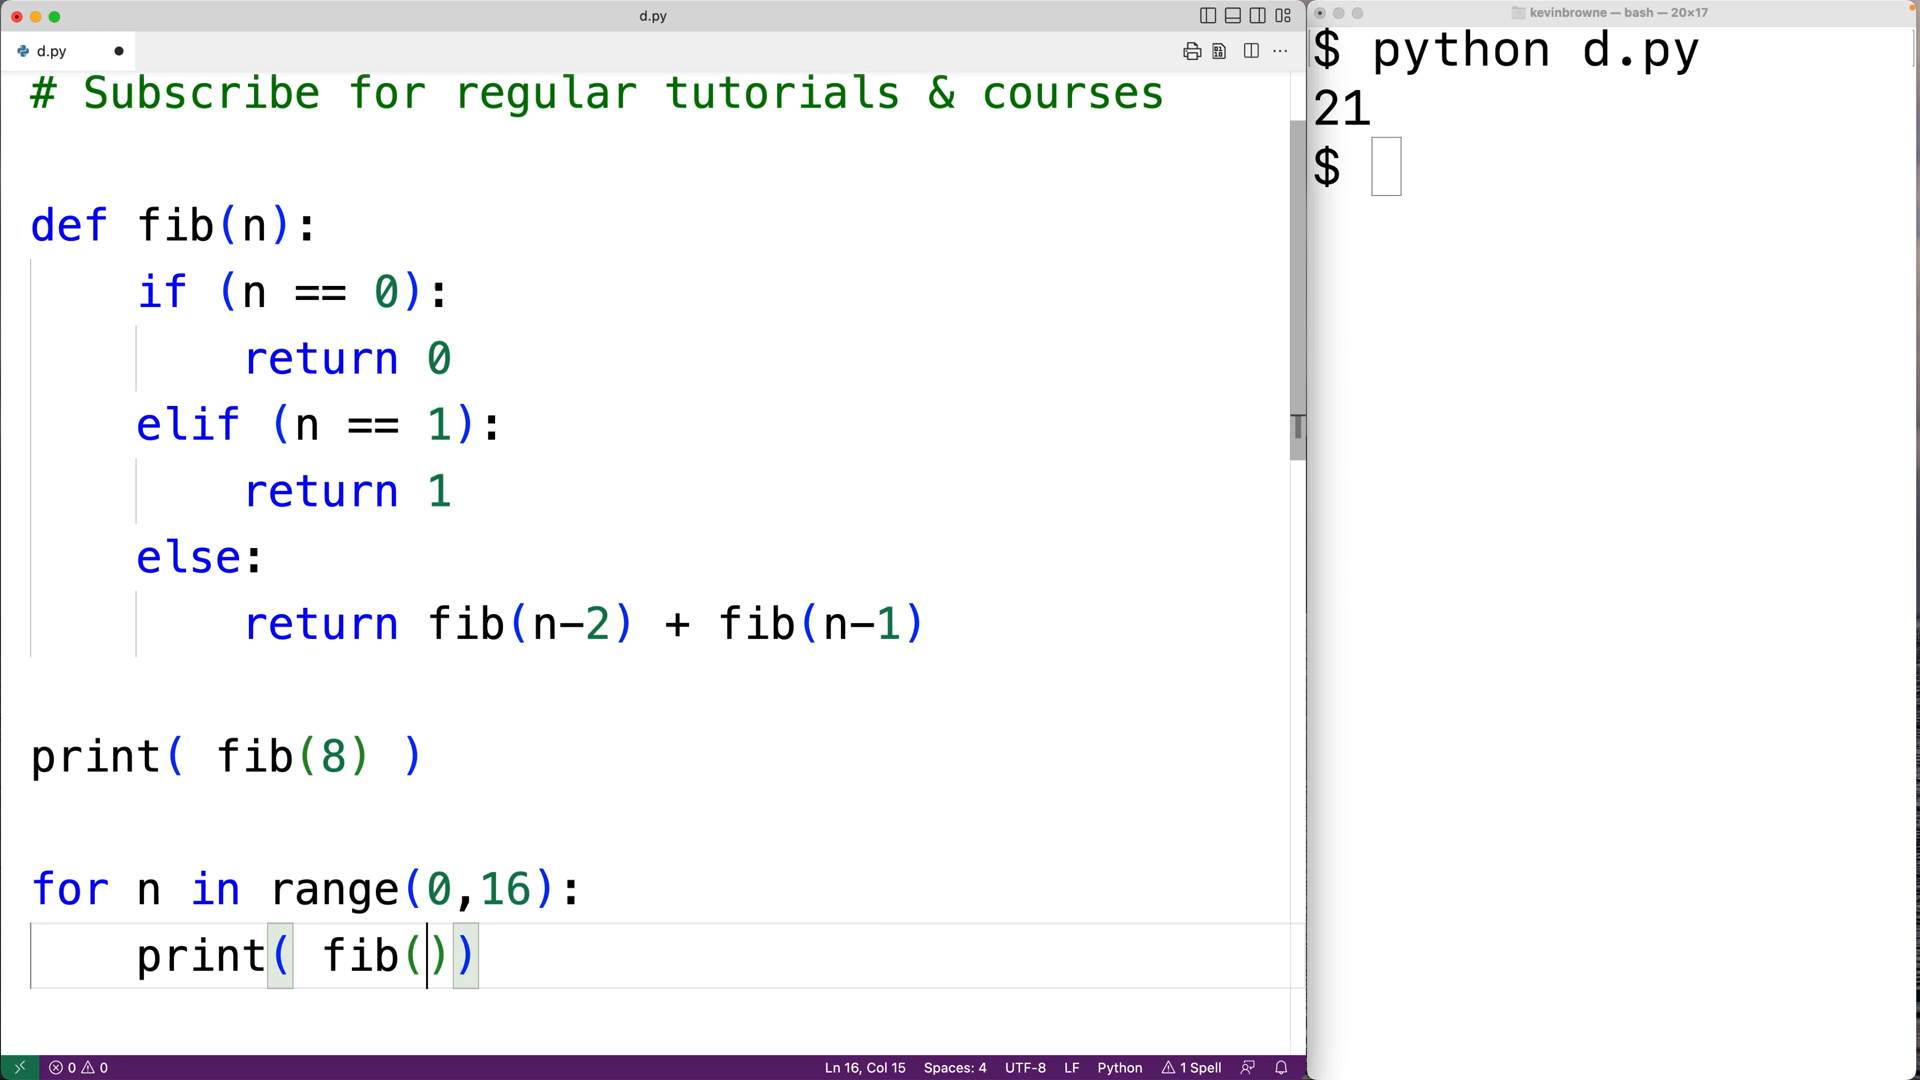 d.py
d.py
# Subscribe for regular tutorials & courses
def fib(n):
if (n == 0):
return 0
elif (n == 1):
return 1
else:
return fib(n-2) + fib(n-1)
print( fib(8) )
for n in range(0,16):
print( fib())
0 0
Ln 16, Col 15 Spaces: 4 UTF-8 LF Python 1 Spell
kevinbrowne — bash — 20×17
$ python d.py
21
$